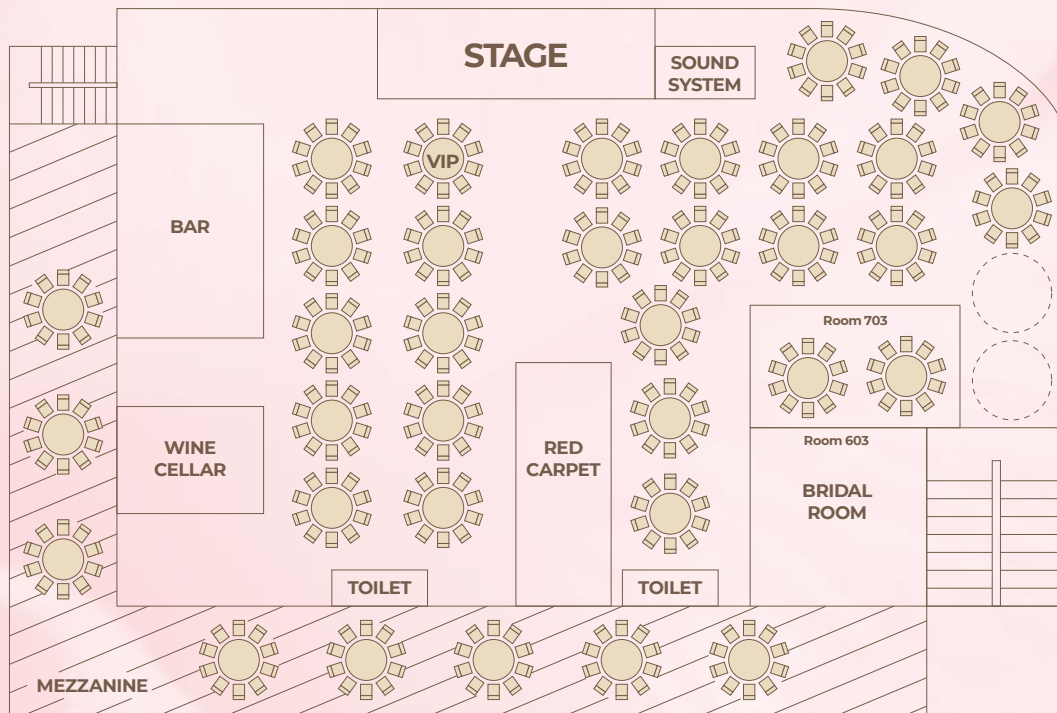 STAGE
SOUND
SYSTEM
VIP
BAR
Room 703
WINE
CELLAR
RED
CARPET
Room 603
BRIDAL
ROOM
TOILET
TOILET
MEZZANINE